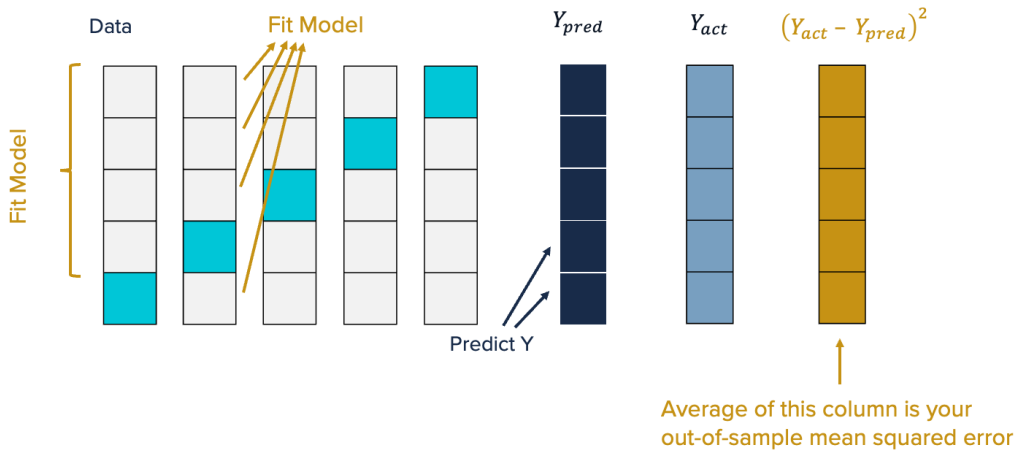 Data
Fit Model
Y_pred
Y_act
(Y_act − Y_pred)^2
Fit Model
Predict Y
Average of this column is your
out-of-sample mean squared error